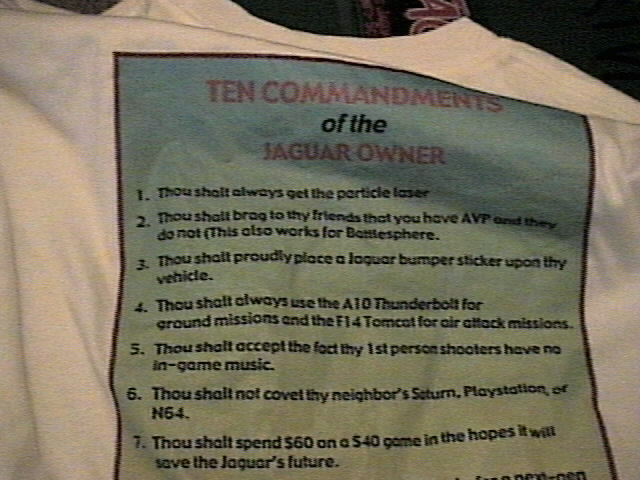 TEN COMMANDMENTS
of the
JAGUAR OWNER
1. Thou shalt always get the particle laser
2. Thou shalt brag to thy friends that you have AVP and they
do not (This also works for Battlesphere.
3. Thou shalt proudly place a Jaguar bumper sticker upon thy
vehicle.
4. Thou shalt always use the A10 Thunderbolt for
ground missions and the F14 Tomcat for air attack missions.
5. Thou shalt accept the fact thy 1st person shooters have no
in-game music.
6. Thou shalt not covet thy neighbor's Saturn, Playstation, or
N64.
7. Thou shalt spend $60 on a $40 game in the hopes it will
save the Jaguar's future.
for a next-gen